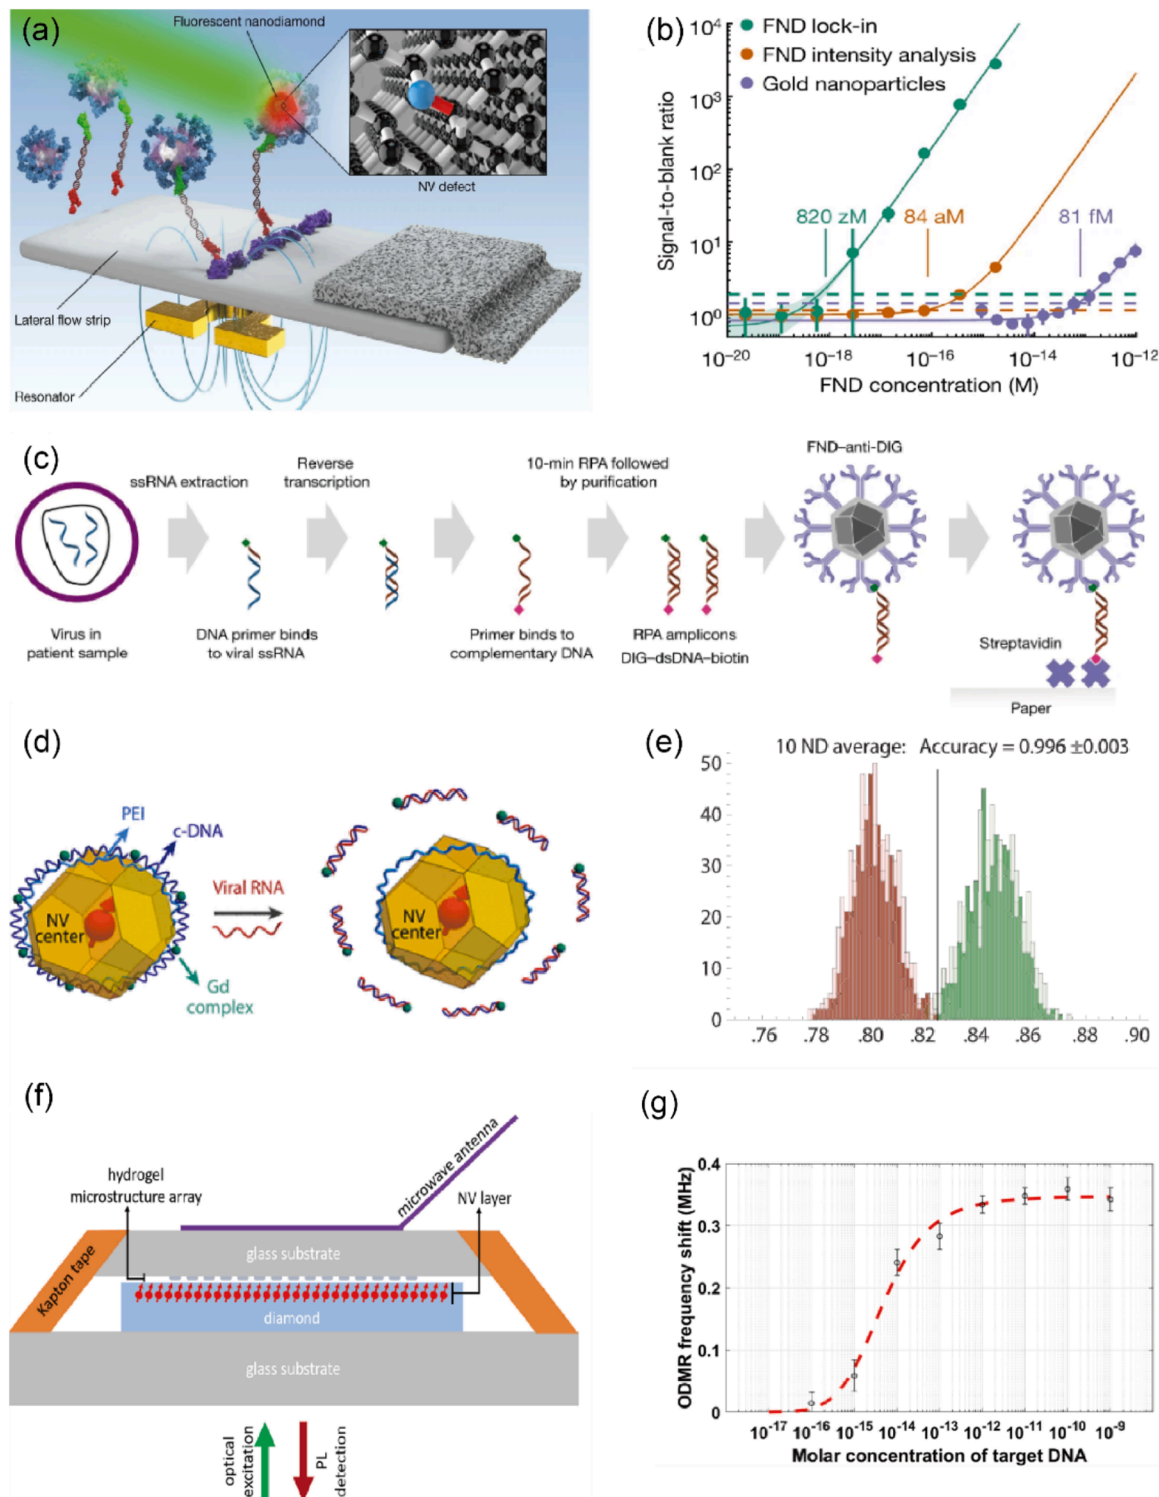 (a)
Fluorescent nanodiamond
NV defect
Lateral flow strip
Resonator
(b)
FND lock-in
FND intensity analysis
Gold nanoparticles
Signal-to-blank ratio
10⁴
10³
10²
10¹
10⁰
820 zM
84 aM
81 fM
10⁻²⁰
10⁻¹⁸
10⁻¹⁶
10⁻¹⁴
10⁻¹²
FND concentration (M)
(c)
ssRNA extraction
Reverse
transcription
10-min RPA followed
by purification
FND–anti-DIG
Virus in
patient sample
DNA primer binds
to viral ssRNA
Primer binds to
complementary DNA
RPA amplicons
DIG–dsDNA–biotin
Streptavidin
Paper
(d)
PEI
c-DNA
NV
center
Gd
complex
Viral RNA
NV
center
(e)
10 ND average: Accuracy = 0.996 ±0.003
50
40
30
20
10
0
.76
.78
.80
.82
.84
.86
.88
.90
(f)
hydrogel
microstructure array
microwave antenna
NV layer
Kapton tape
glass substrate
diamond
glass substrate
optical
excitation
PL
detection
(g)
ODMR frequency shift (MHz)
0.4
0.3
0.2
0.1
0
10⁻¹⁷
10⁻¹⁶
10⁻¹⁵
10⁻¹⁴
10⁻¹³
10⁻¹²
10⁻¹¹
10⁻¹⁰
10⁻⁹
Molar concentration of target DNA